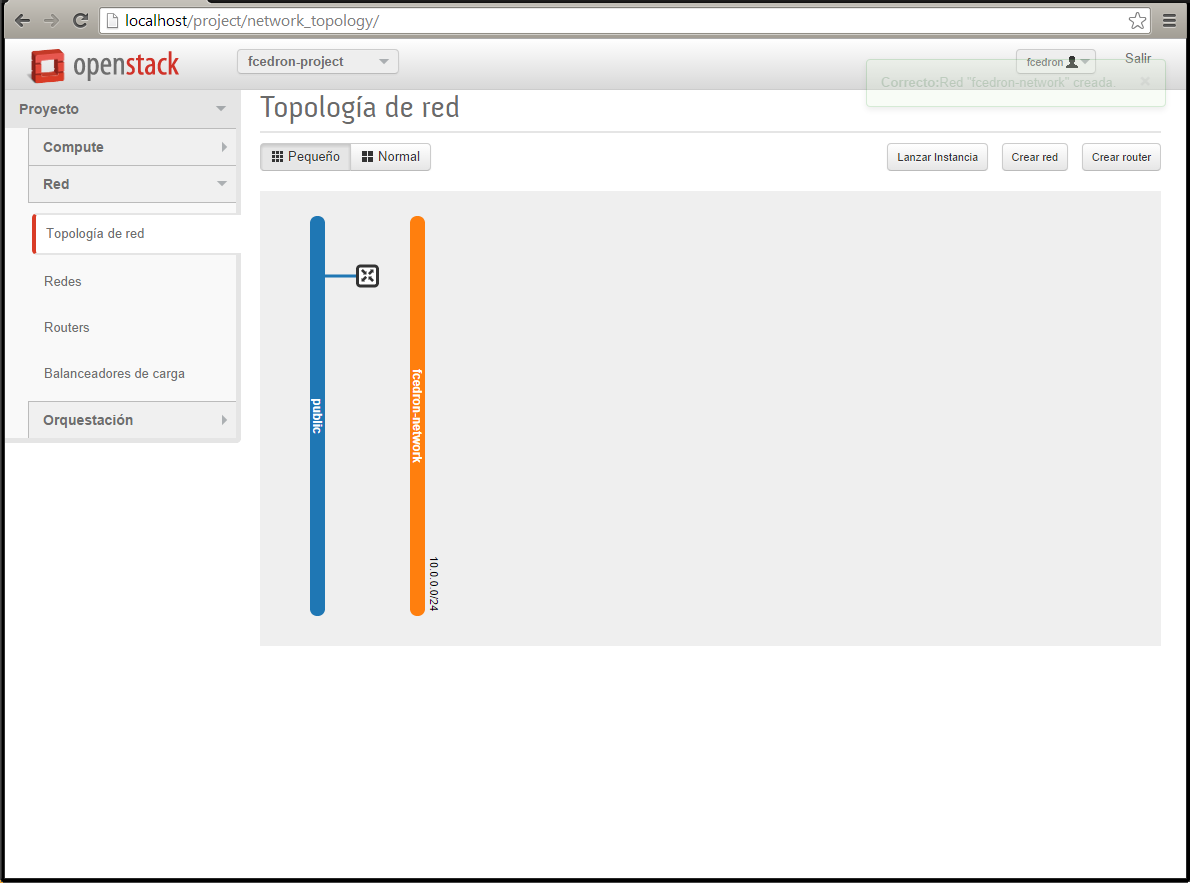 localhost/project/network_topology/
openstack
fcedron-project
fcedron
Salir
Correcto:Red "fcedron-network" creada.
Proyecto
Compute
Red
Topología de red
Redes
Routers
Balanceadores de carga
Orquestación
Topología de red
Pequeño
Normal
Lanzar Instancia
Crear red
Crear router
public
fcedron-network
10.0.0.0/24